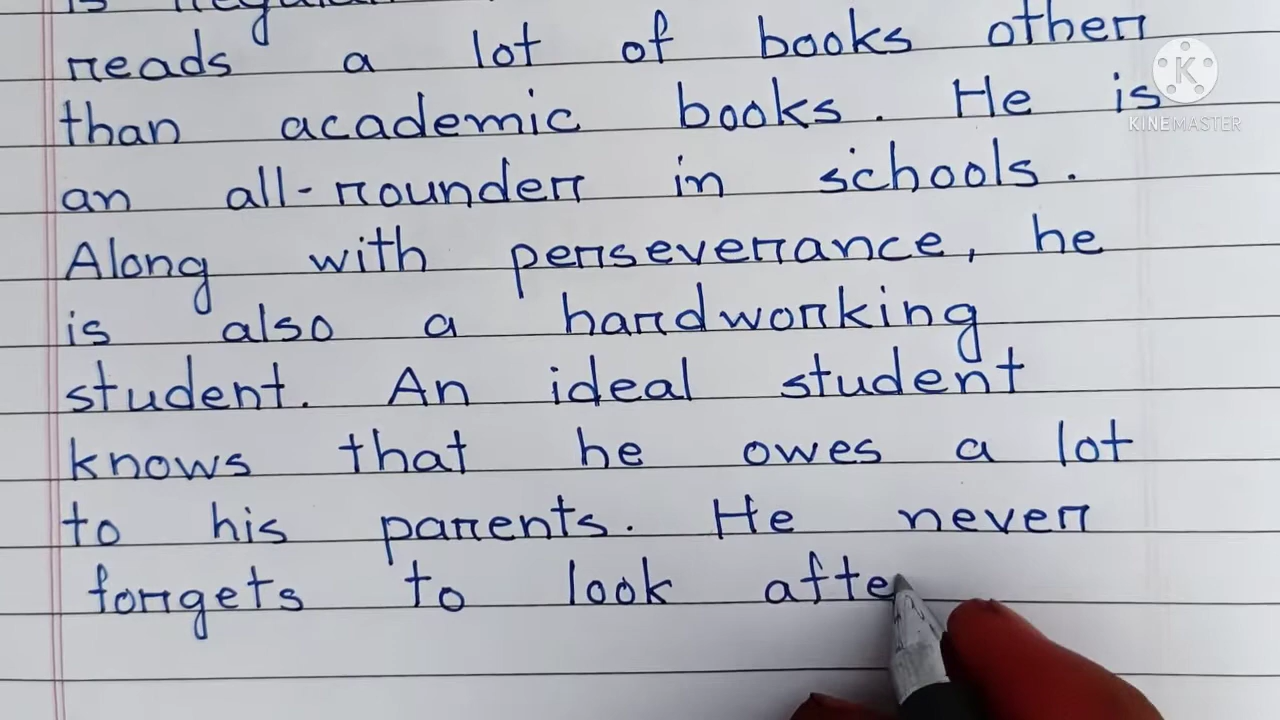 is regular
reads a lot of books other
than academic books. He is
an all-rounder in schools.
Along with perseverance, he
is also a hardworking
student. An ideal student
knows that he owes a lot
to his parents. He never
forgets to look afte
KINEMASTER